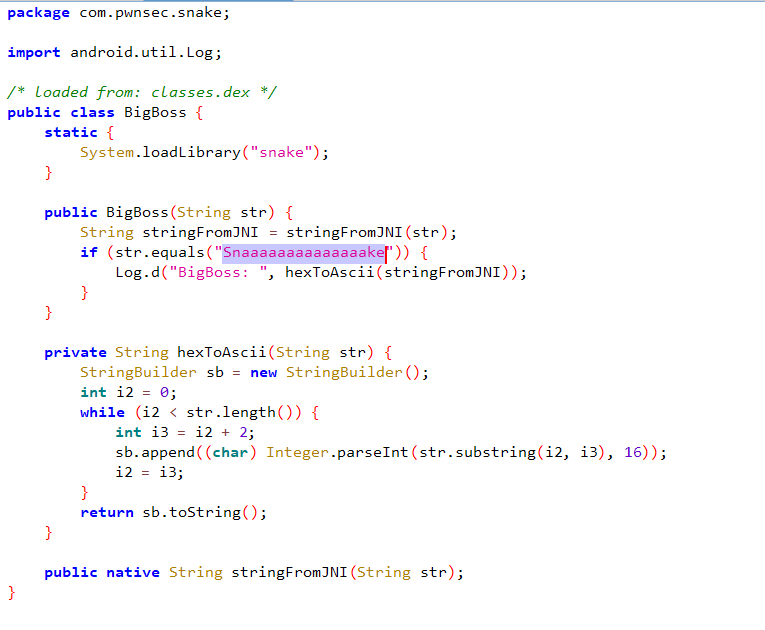 package com.pwnsec.snake;
import android.util.Log;
/* loaded from: classes.dex */
public class BigBoss {
static {
System.loadLibrary("snake");
}
public BigBoss(String str) {
String stringFromJNI = stringFromJNI(str);
if (str.equals("Snaaaaaaaaaaaaaake")) {
Log.d("BigBoss: ", hexToAscii(stringFromJNI));
}
}
private String hexToAscii(String str) {
StringBuilder sb = new StringBuilder();
int i2 = 0;
while (i2 < str.length()) {
int i3 = i2 + 2;
sb.append((char) Integer.parseInt(str.substring(i2, i3), 16));
i2 = i3;
}
return sb.toString();
}
public native String stringFromJNI(String str);
}